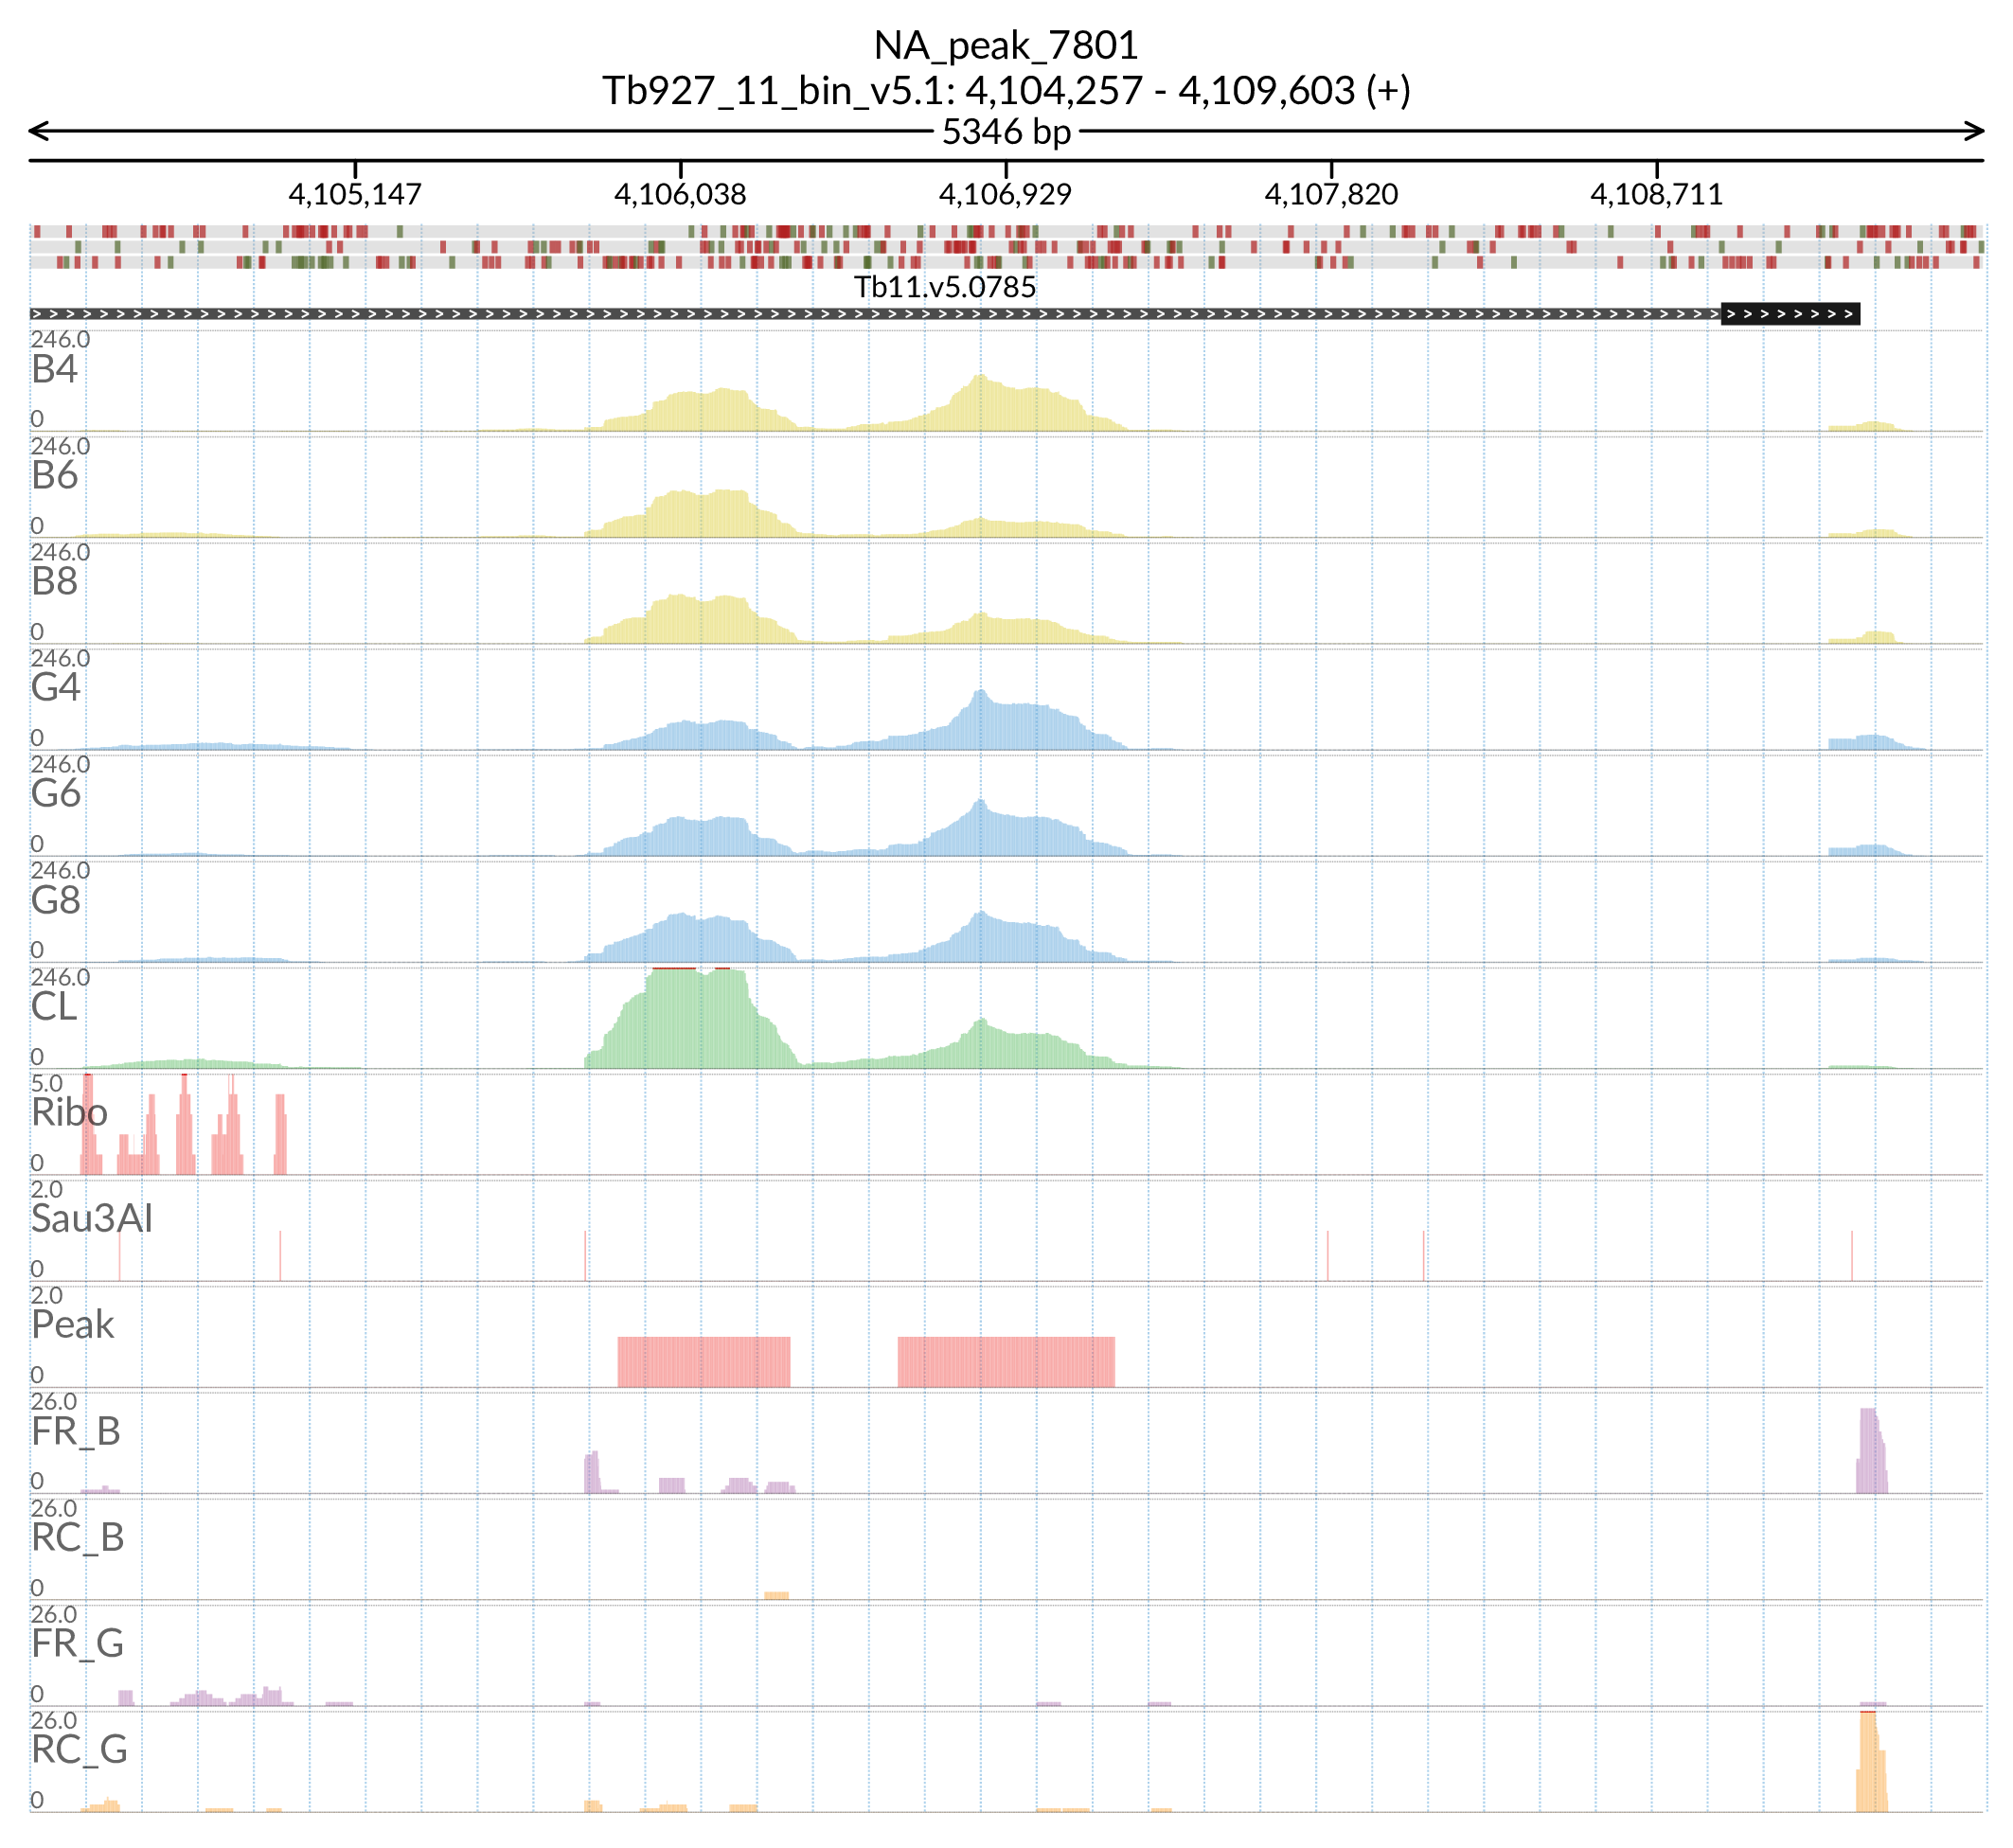 NA_peak_7801
Tb927_11_bin_v5.1: 4,104,257 - 4,109,603 (+)
5346 bp
4,105,147 4,106,038 4,106,929 4,107,820 4,108,711
Tb11.v5.0785
246.0
B4
0
246.0
B6
0
246.0
B8
0
246.0
G4
0
246.0
G6
0
246.0
G8
0
246.0
CL
0
5.0
Ribo
0
2.0
Sau3AI
0
2.0
Peak
0
26.0
FR_B
0
26.0
RC_B
0
26.0
FR_G
0
26.0
RC_G
0